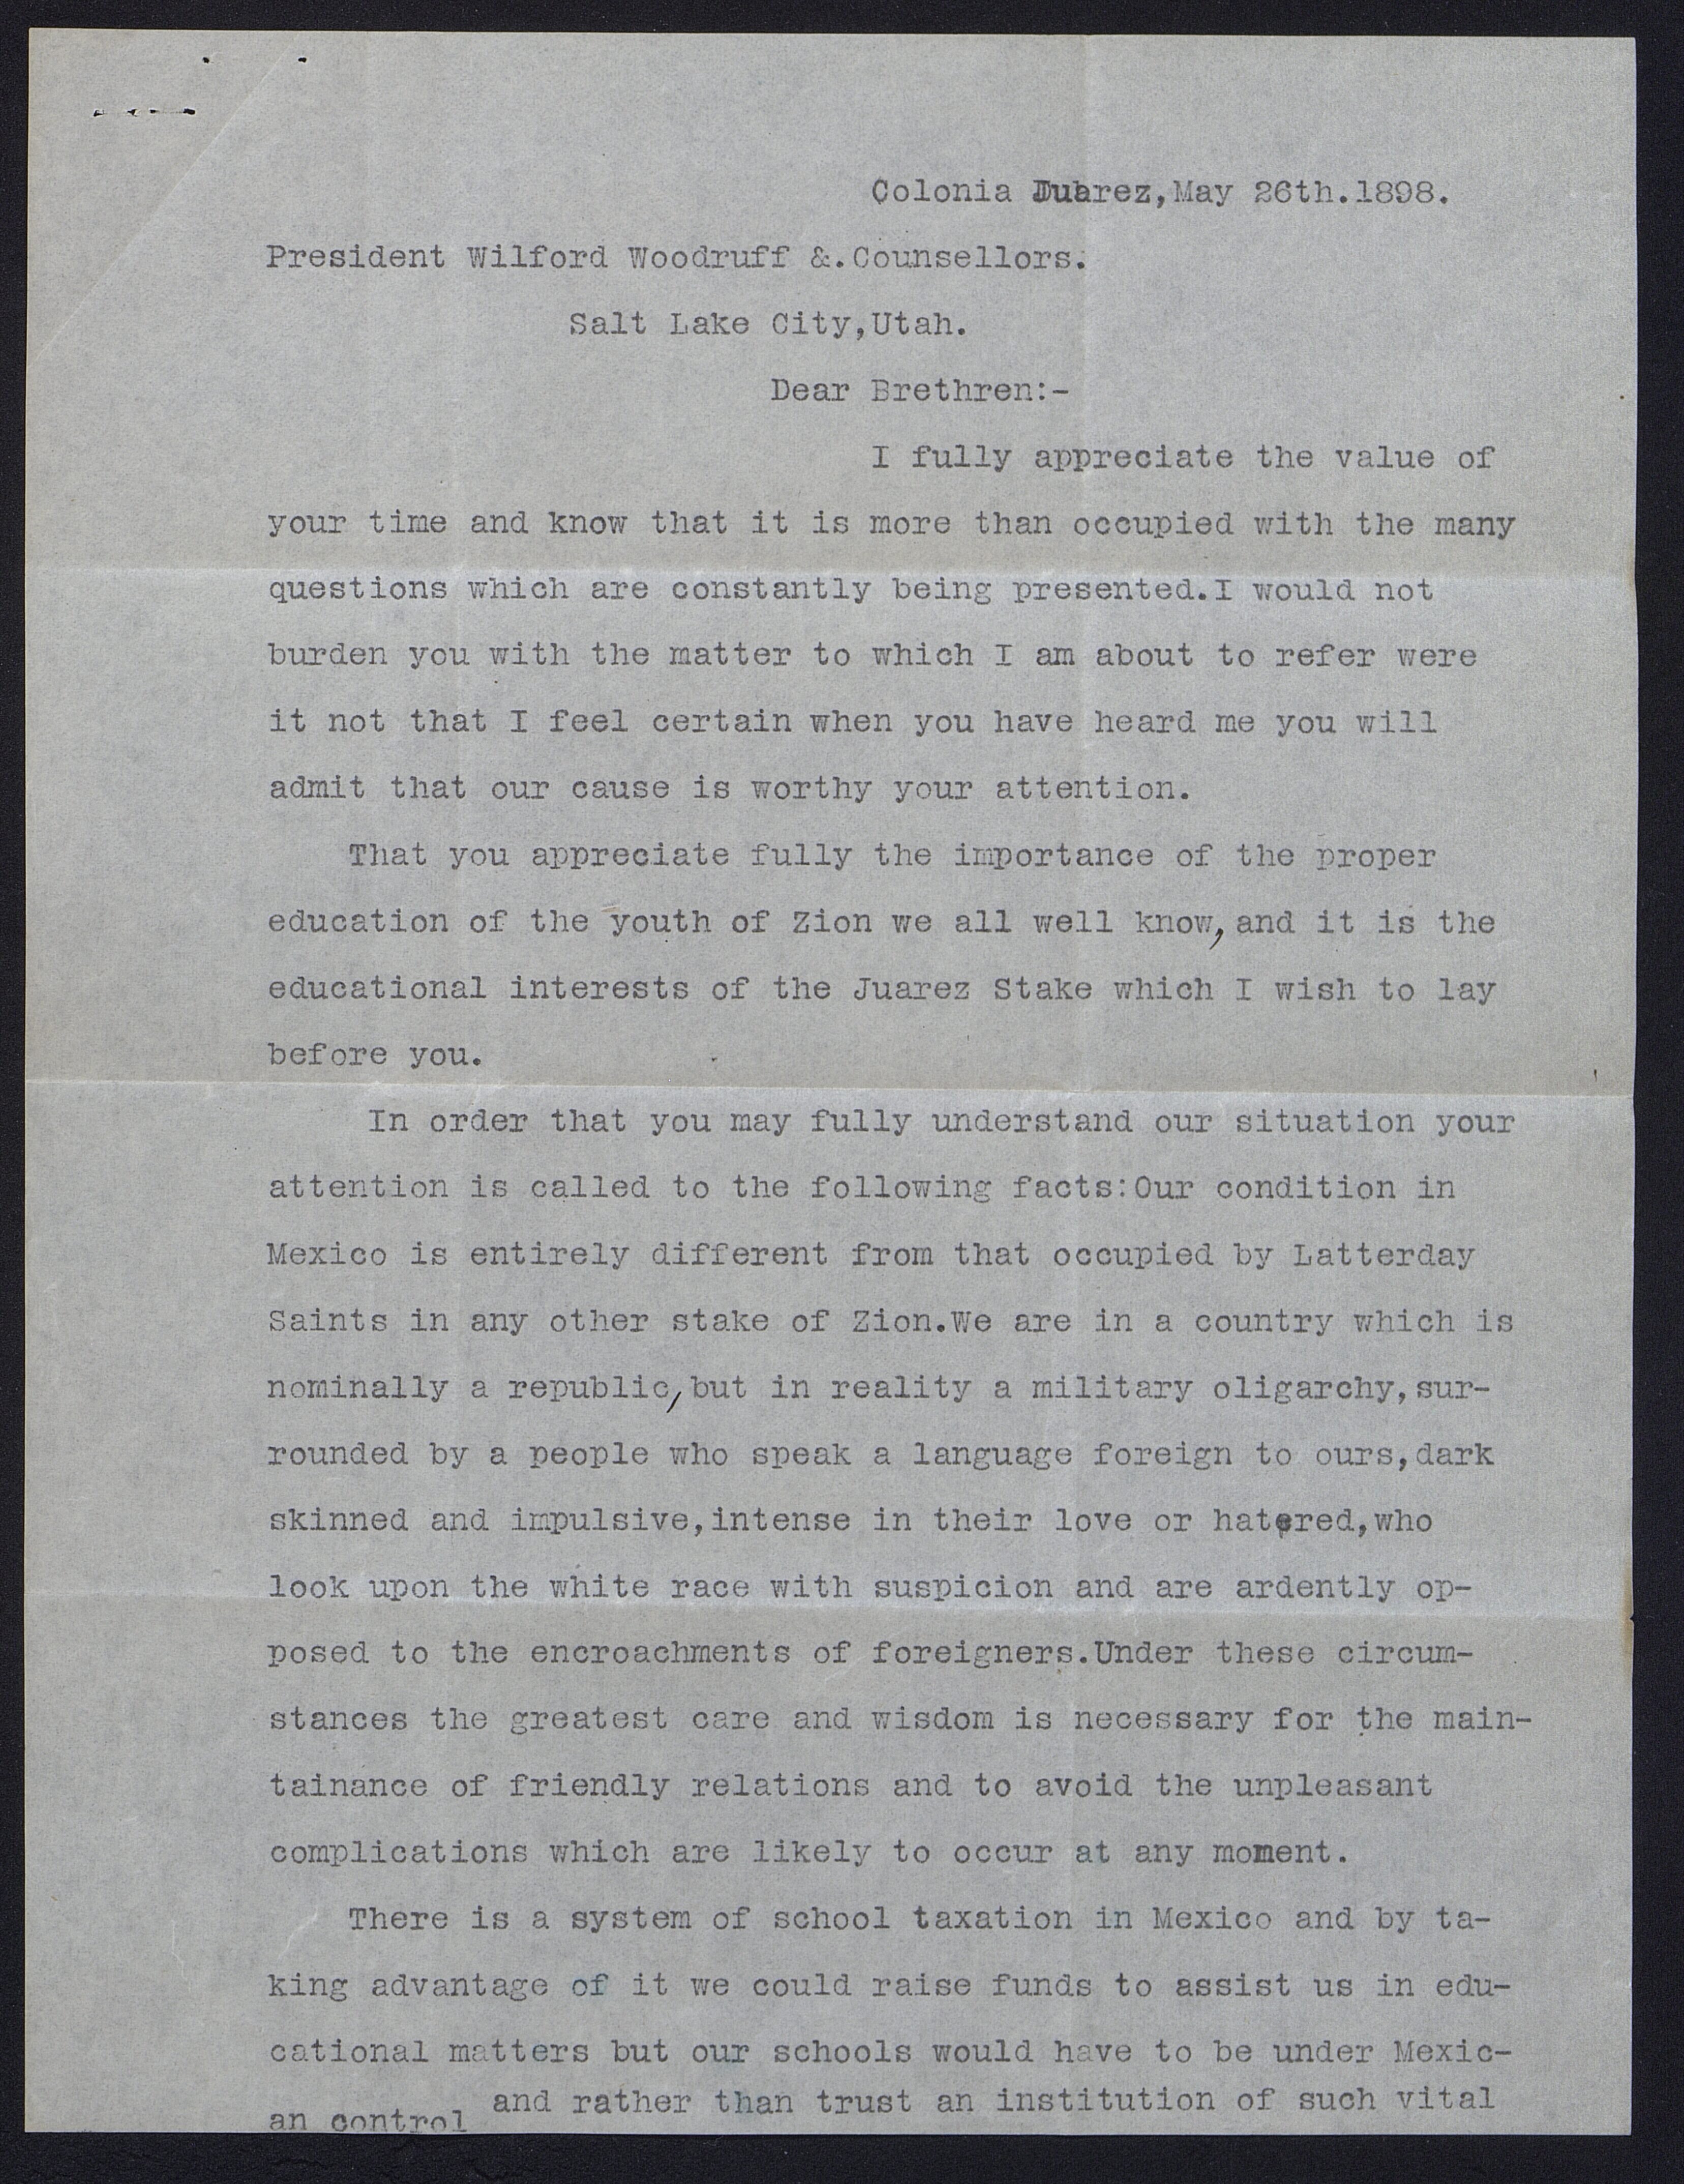 Colonia Juarez,May 26th.1898.
President Wilford Woodruff &.Counsellors.
Salt Lake City,Utah.
Dear Brethren:-
I fully appreciate the value of
your time and know that it is more than occupied with the many
questions which are constantly being presented.I would not
burden you with the matter to which I am about to refer were
it not that I feel certain when you have heard me you will
admit that our cause is worthy your attention.
That you appreciate fully the importance of the proper
education of the youth of Zion we all well know,and it is the
educational interests of the Juarez Stake which I wish to lay
before you.
In order that you may fully understand our situation your
attention is called to the following facts:Our condition in
Mexico is entirely different from that occupied by Latterday
Saints in any other stake of Zion.We are in a country which is
nominally a republic,but in reality a military oligarchy,sur-
rounded by a people who speak a language foreign to ours,dark
skinned and impulsive,intense in their love or hatered,who
look upon the white race with suspicion and are ardently op-
posed to the encroachments of foreigners.Under these circum-
stances the greatest care and wisdom is necessary for the main-
tainance of friendly relations and to avoid the unpleasant
complications which are likely to occur at any moment.
There is a system of school taxation in Mexico and by ta-
king advantage of it we could raise funds to assist us in edu-
cational matters but our schools would have to be under Mexic-
an control and rather than trust an institution of such vital